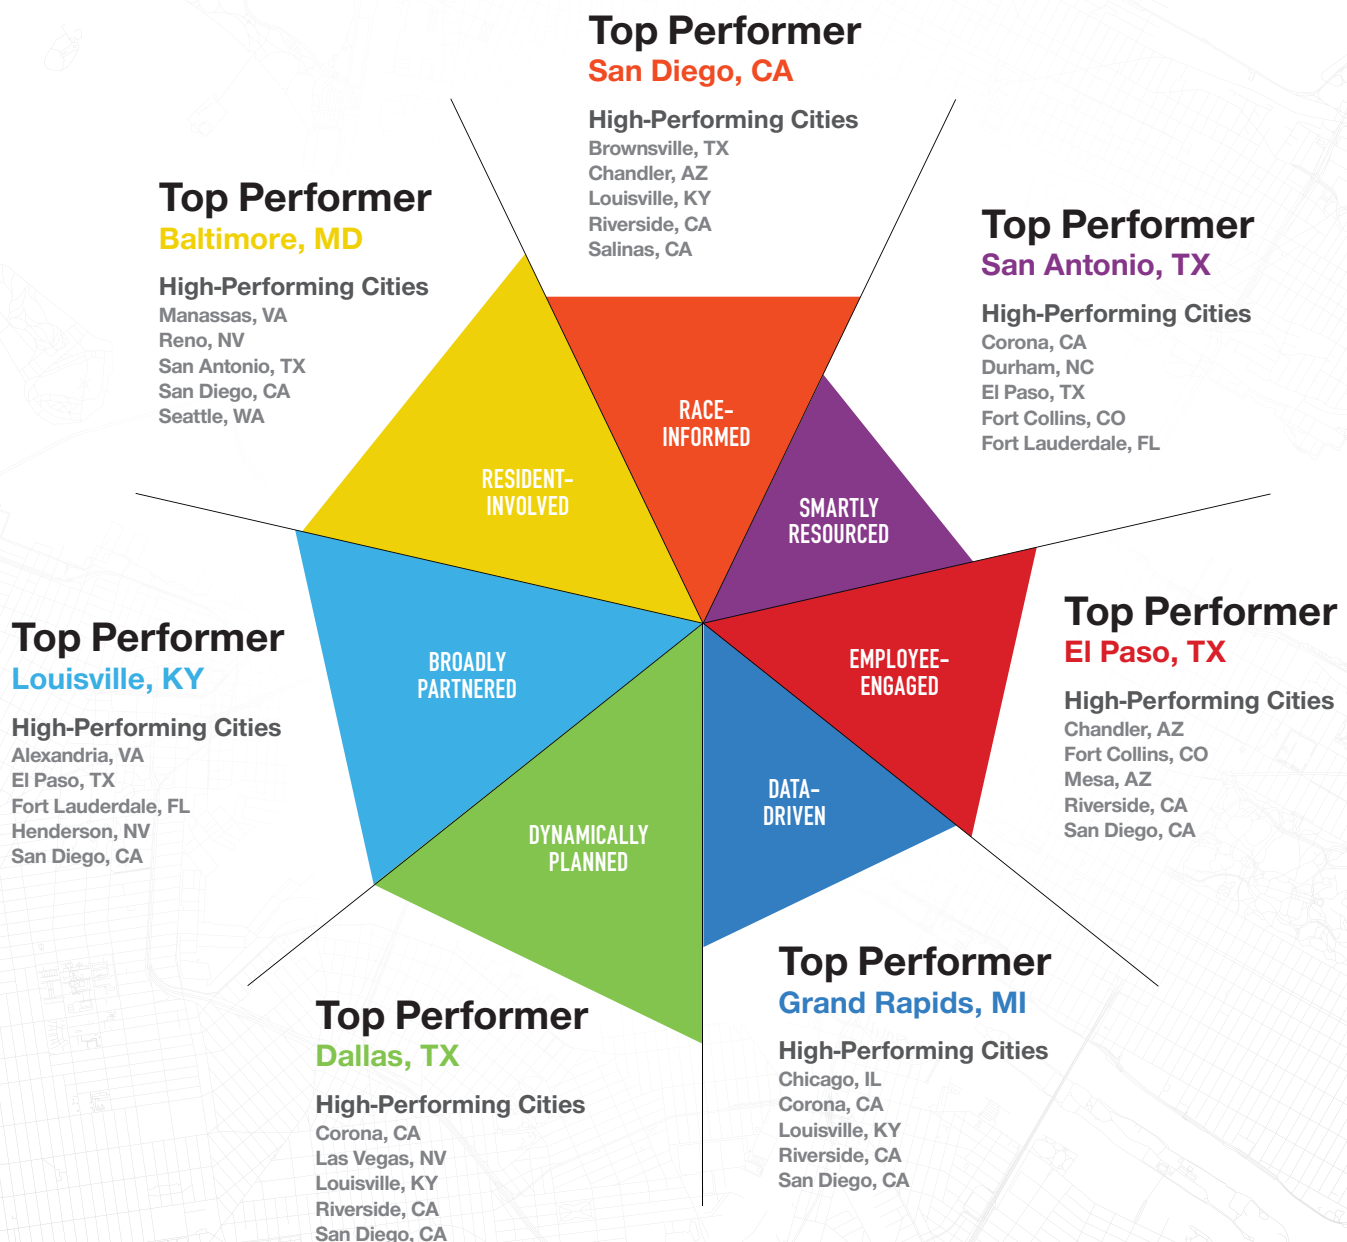 Top Performer
San Diego, CA
High-Performing Cities
Brownsville, TX
Chandler, AZ
Louisville, KY
Riverside, CA
Salinas, CA
Top Performer
Baltimore, MD
High-Performing Cities
Manassas, VA
Reno, NV
San Antonio, TX
San Diego, CA
Seattle, WA
Top Performer
San Antonio, TX
High-Performing Cities
Corona, CA
Durham, NC
El Paso, TX
Fort Collins, CO
Fort Lauderdale, FL
RACE-
INFORMED
RESIDENT-
INVOLVED
SMARTLY
RESOURCED
BROADLY
PARTNERED
EMPLOYEE-
ENGAGED
DYNAMICALLY
PLANNED
DATA-
DRIVEN
Top Performer
Louisville, KY
High-Performing Cities
Alexandria, VA
El Paso, TX
Fort Lauderdale, FL
Henderson, NV
San Diego, CA
Top Performer
El Paso, TX
High-Performing Cities
Chandler, AZ
Fort Collins, CO
Mesa, AZ
Riverside, CA
San Diego, CA
Top Performer
Dallas, TX
High-Performing Cities
Corona, CA
Las Vegas, NV
Louisville, KY
Riverside, CA
San Diego, CA
Top Performer
Grand Rapids, MI
High-Performing Cities
Chicago, IL
Corona, CA
Louisville, KY
Riverside, CA
San Diego, CA